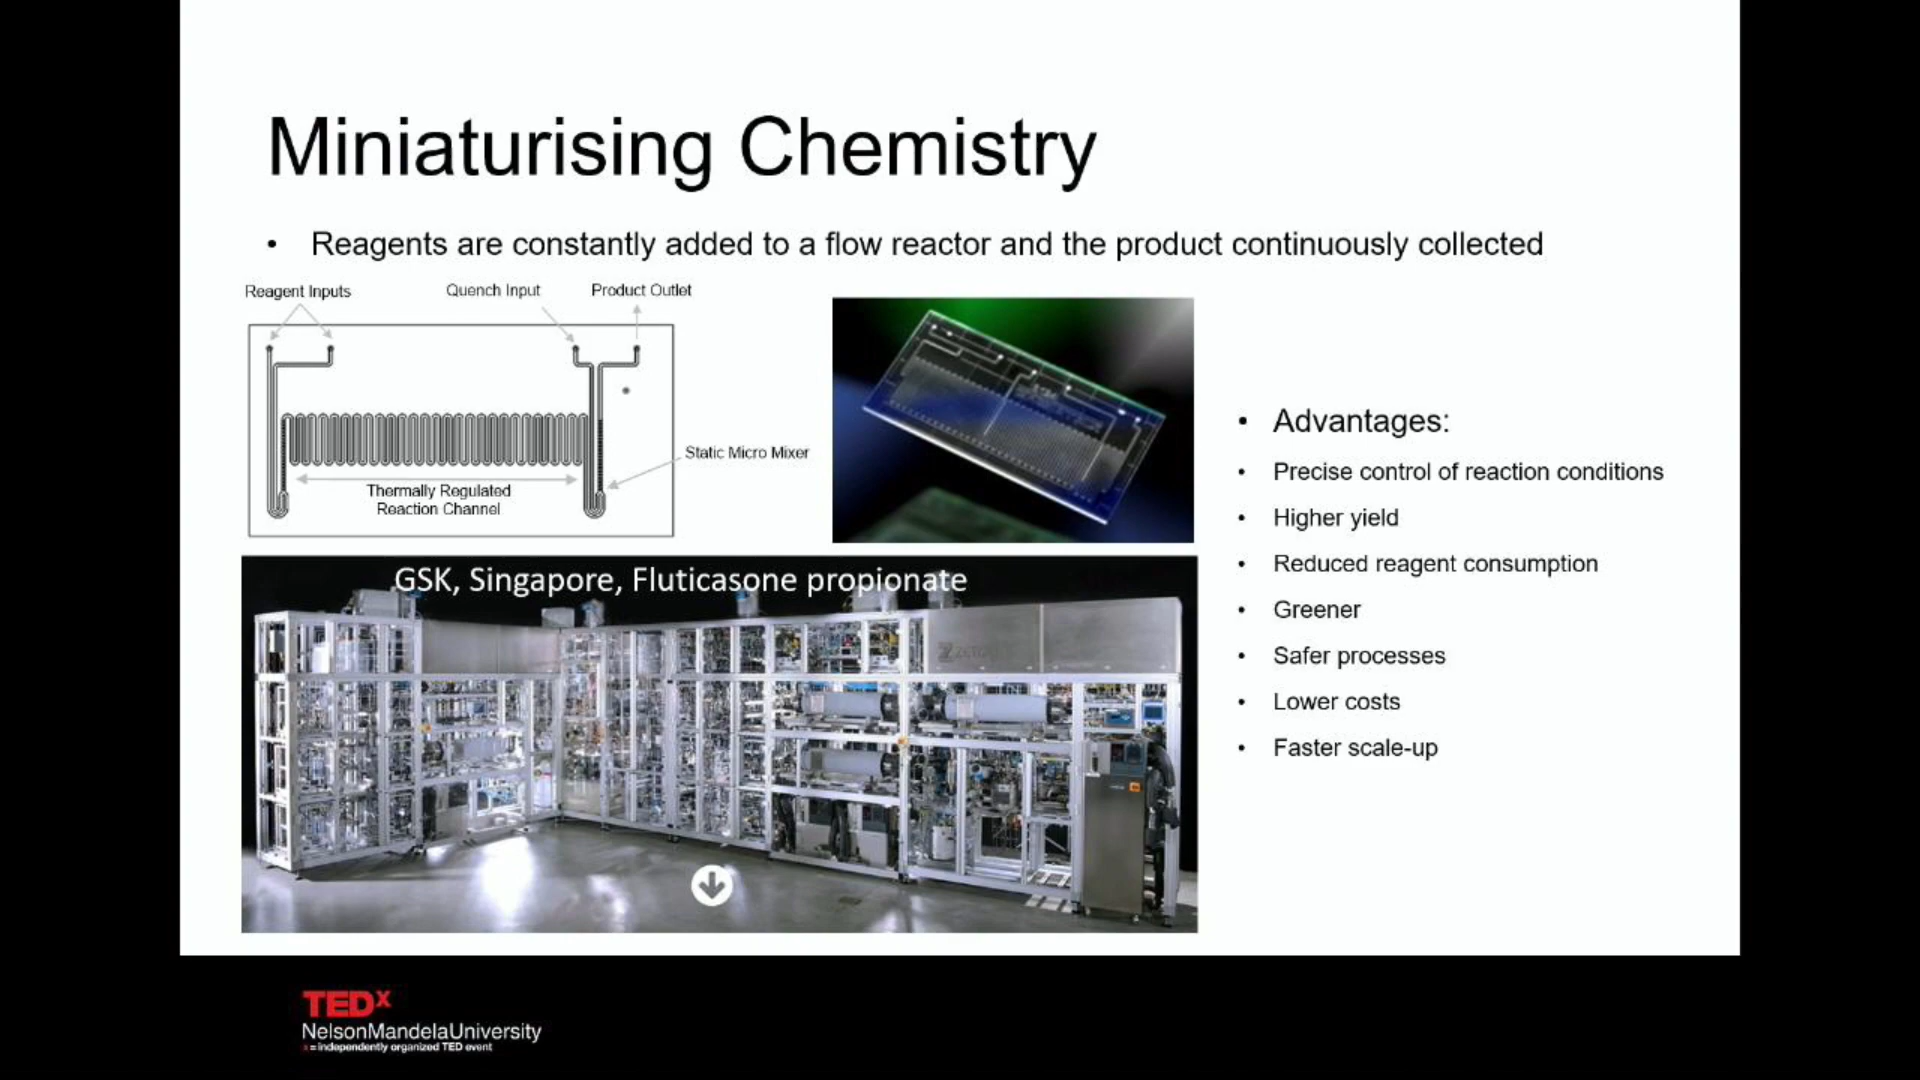 Miniaturising Chemistry
• Reagents are constantly added to a flow reactor and the product continuously collected
Reagent Inputs
Quench Input
Product Outlet
Static Micro Mixer
Thermally Regulated
Reaction Channel
GSK, Singapore, Fluticasone propionate
• Advantages:
• Precise control of reaction conditions
• Higher yield
• Reduced reagent consumption
• Greener
• Safer processes
• Lower costs
• Faster scale-up
TEDx
NelsonMandelaUniversity
x = independently organized TED event